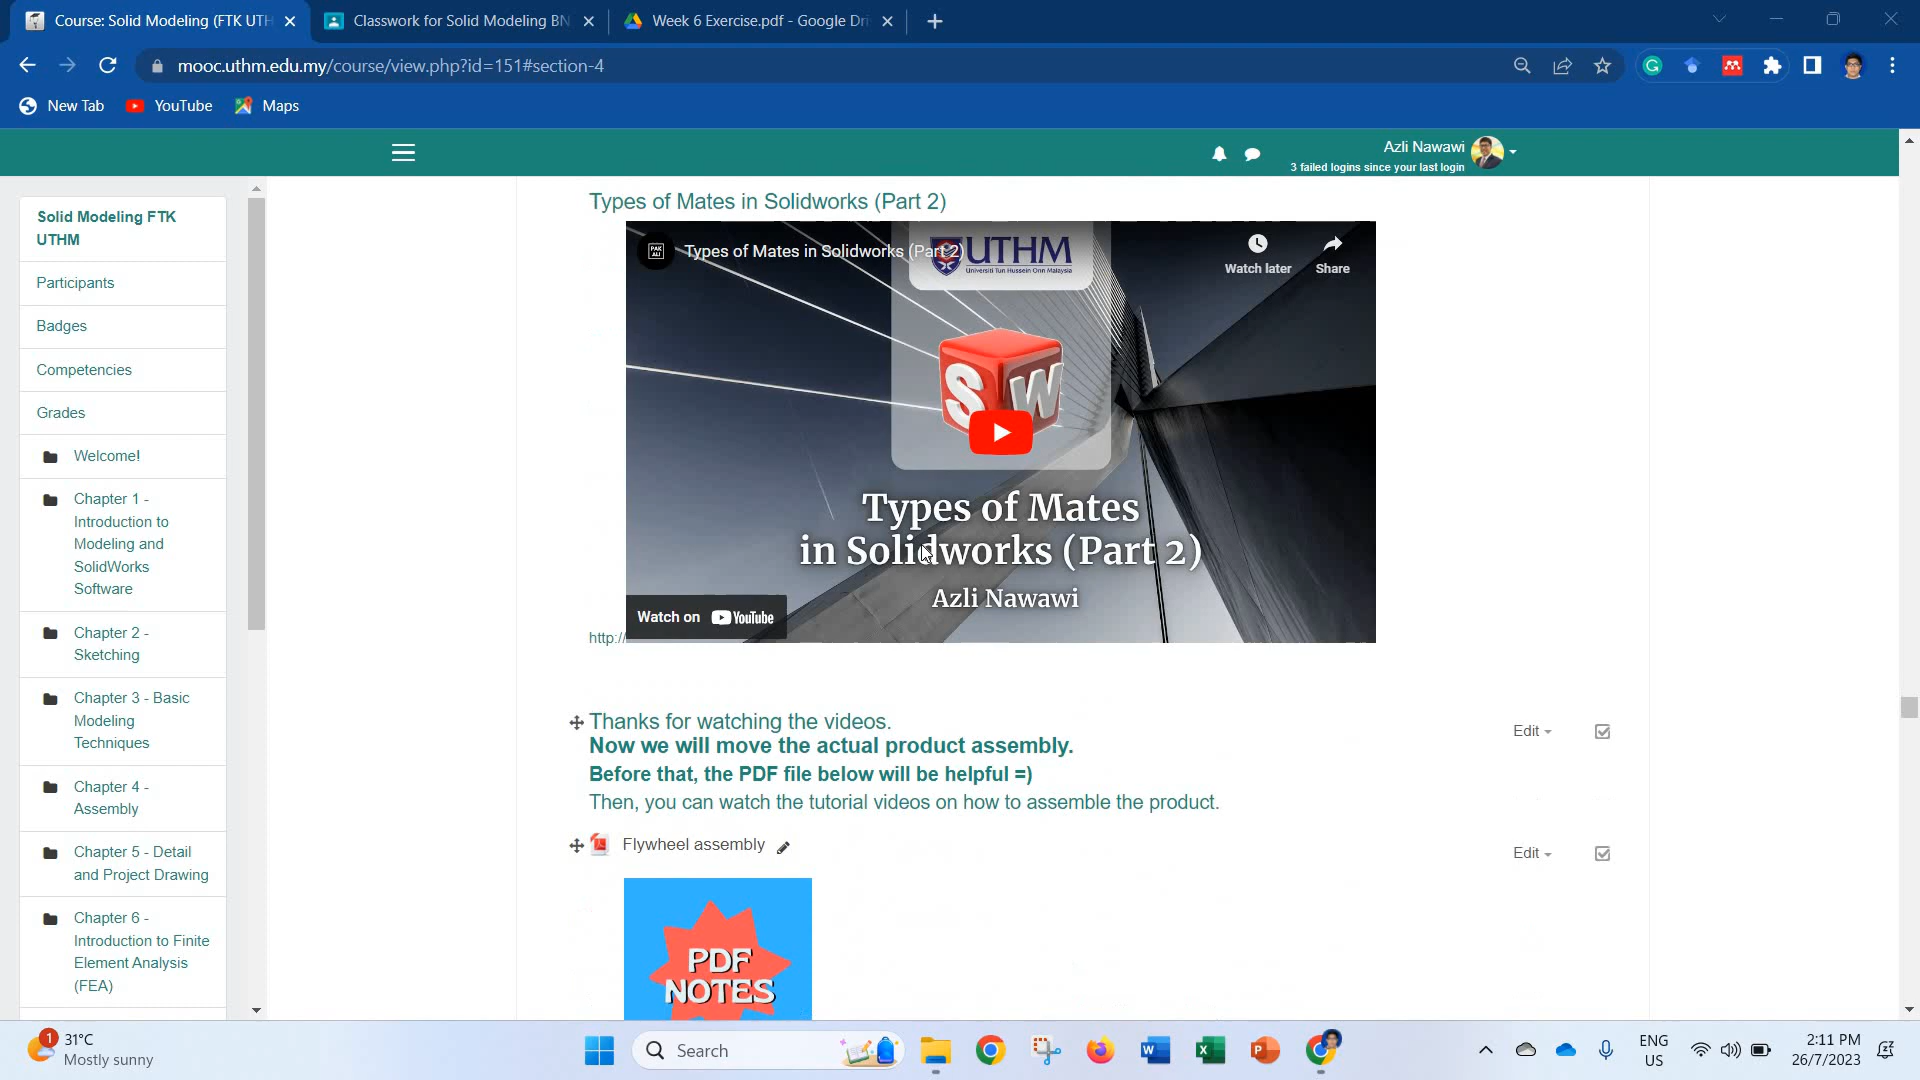 Course: Solid Modeling (FTK UTH
Classwork for Solid Modeling BN
Week 6 Exercise.pdf - Google Dri
mooc.uthm.edu.my/course/view.php?id=151#section-4
New Tab
YouTube
Maps
Azli Nawawi
3 failed logins since your last login
Solid Modeling FTK
UTHM
Participants
Badges
Competencies
Grades
Welcome!
Chapter 1 -
Introduction to
Modeling and
SolidWorks
Software
Chapter 2 -
Sketching
Chapter 3 - Basic
Modeling
Techniques
Chapter 4 -
Assembly
Chapter 5 - Detail
and Project Drawing
Chapter 6 -
Introduction to Finite
Element Analysis
(FEA)
Types of Mates in Solidworks (Part 2)
PAK
ALI
Types of Mates in Solidworks (Part 2)
UTHM
Universiti Tun Hussein Onn Malaysia
Watch later
Share
SW
Types of Mates
in Solidworks (Part 2)
Azli Nawawi
Watch on YouTube
http://
Thanks for watching the videos.
Edit
Now we will move the actual product assembly.
Before that, the PDF file below will be helpful =)
Then, you can watch the tutorial videos on how to assemble the product.
Flywheel assembly
Edit
PDF
NOTES
1
31°C
Mostly sunny
Search
ENG
US
2:11 PM
26/7/2023